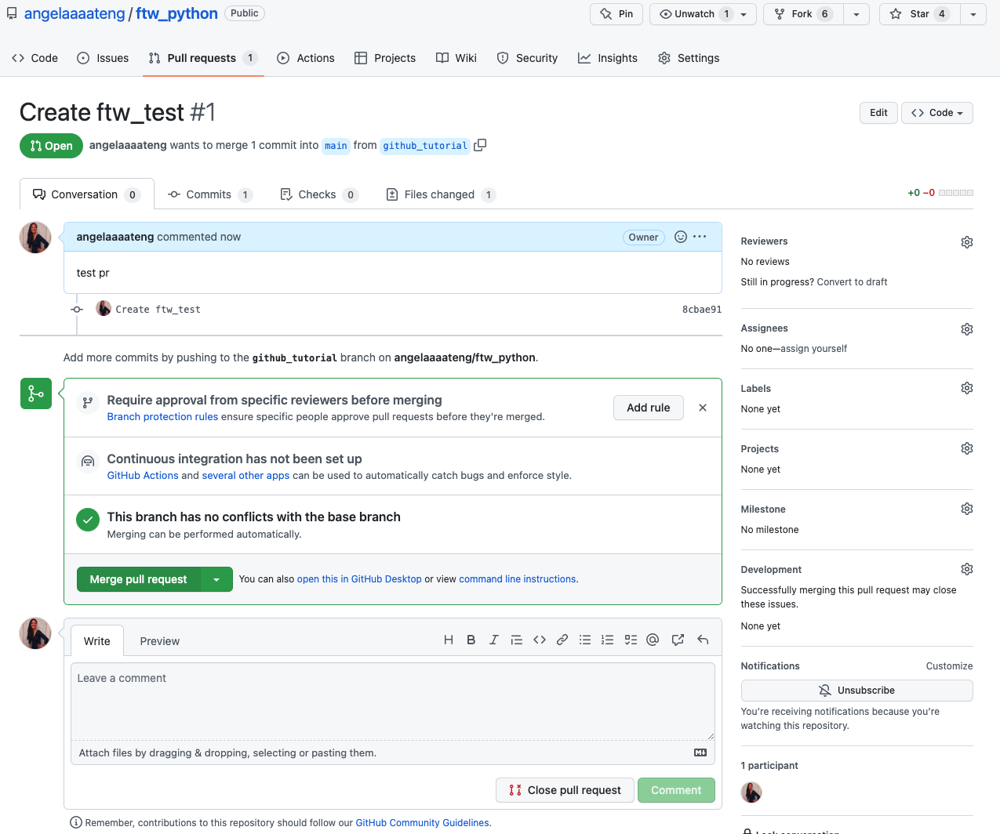 angelaaaateng / ftw_python Public
Pin Unwatch 1 Fork 6 Star 4
Code Issues Pull requests 1 Actions Projects Wiki Security Insights Settings
Create ftw_test #1
Edit Code
Open angelaaaateng wants to merge 1 commit into main from github_tutorial
Conversation 0 Commits 1 Checks 0 Files changed 1
+0 −0
angelaaaateng commented now Owner
test pr
Create ftw_test 8cbae91
Add more commits by pushing to the github_tutorial branch on angelaaaateng/ftw_python.
Require approval from specific reviewers before merging
Branch protection rules ensure specific people approve pull requests before they're merged.
Add rule
Continuous integration has not been set up
GitHub Actions and several other apps can be used to automatically catch bugs and enforce style.
This branch has no conflicts with the base branch
Merging can be performed automatically.
Merge pull request You can also open this in GitHub Desktop or view command line instructions.
Write Preview
Leave a comment
Attach files by dragging & dropping, selecting or pasting them.
Close pull request Comment
Remember, contributions to this repository should follow our GitHub Community Guidelines.
Reviewers
No reviews
Still in progress? Convert to draft
Assignees
No one—assign yourself
Labels
None yet
Projects
None yet
Milestone
No milestone
Development
Successfully merging this pull request may close
these issues.
None yet
Notifications Customize
Unsubscribe
You're receiving notifications because you're
watching this repository.
1 participant
Lock conversation